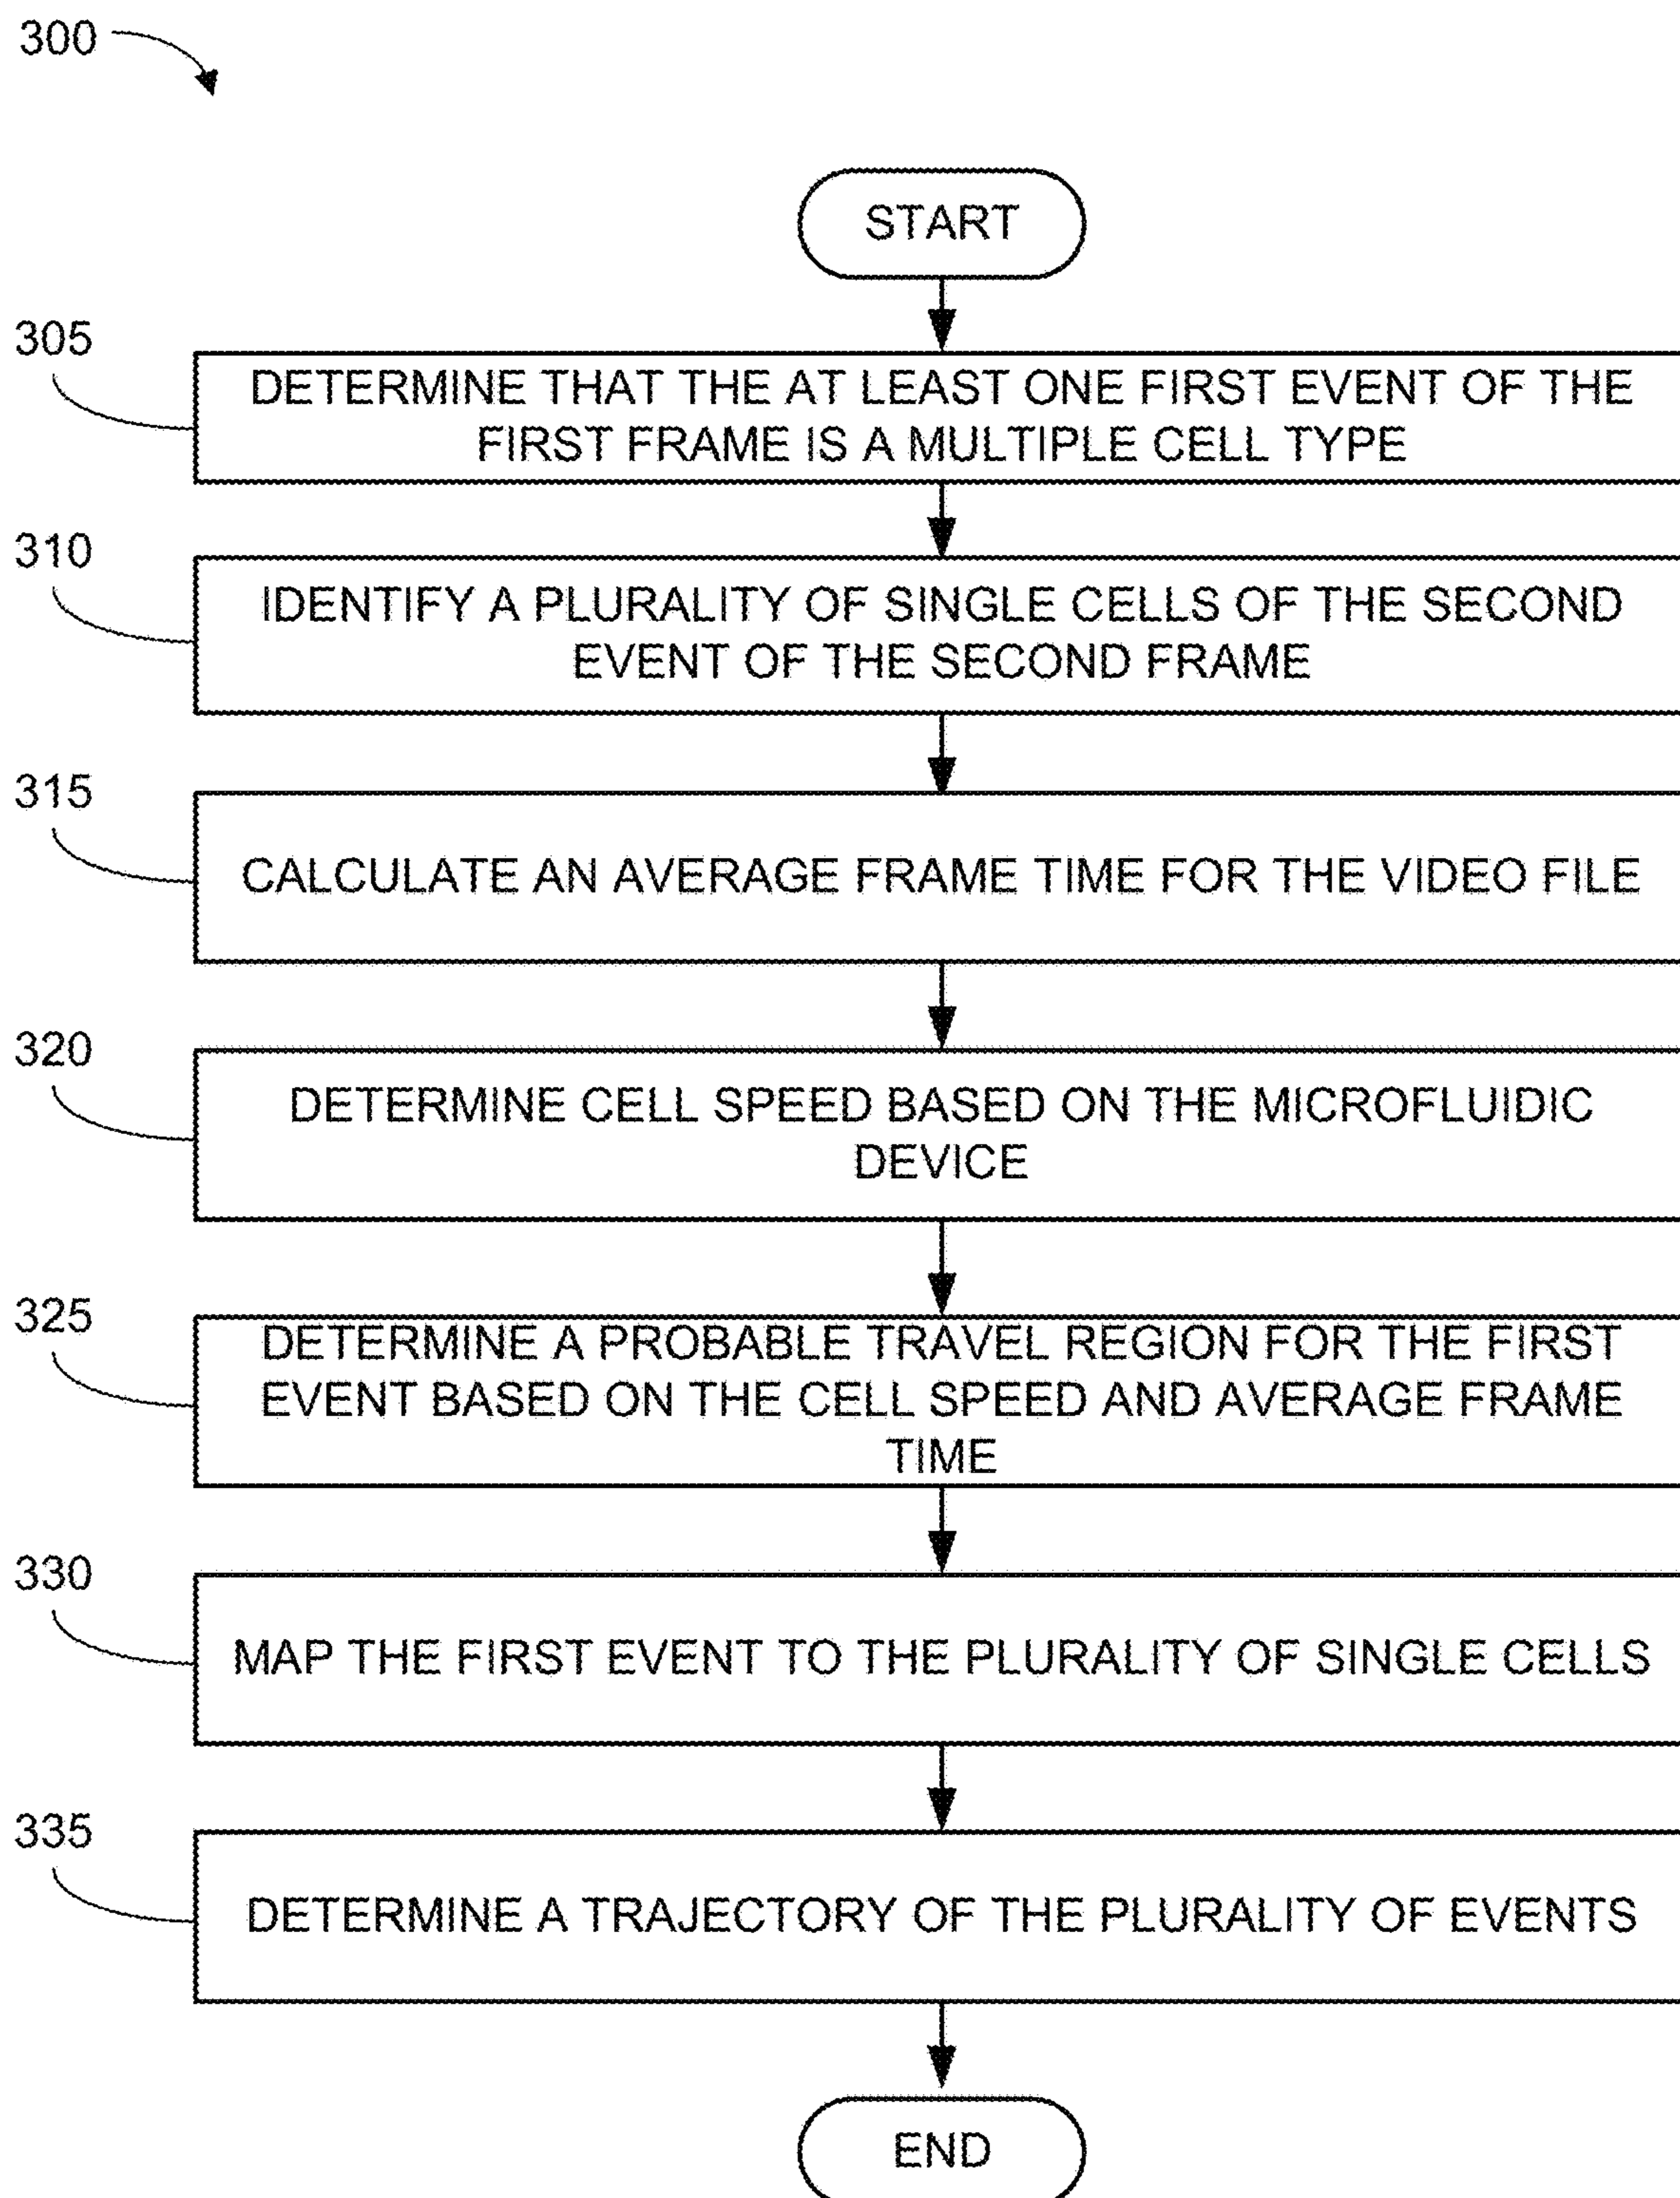 300
START
305
DETERMINE THAT THE AT LEAST ONE FIRST EVENT OF THE
FIRST FRAME IS A MULTIPLE CELL TYPE
310
IDENTIFY A PLURALITY OF SINGLE CELLS OF THE SECOND
EVENT OF THE SECOND FRAME
315
CALCULATE AN AVERAGE FRAME TIME FOR THE VIDEO FILE
320
DETERMINE CELL SPEED BASED ON THE MICROFLUIDIC
DEVICE
325
DETERMINE A PROBABLE TRAVEL REGION FOR THE FIRST
EVENT BASED ON THE CELL SPEED AND AVERAGE FRAME
TIME
330
MAP THE FIRST EVENT TO THE PLURALITY OF SINGLE CELLS
335
DETERMINE A TRAJECTORY OF THE PLURALITY OF EVENTS
END